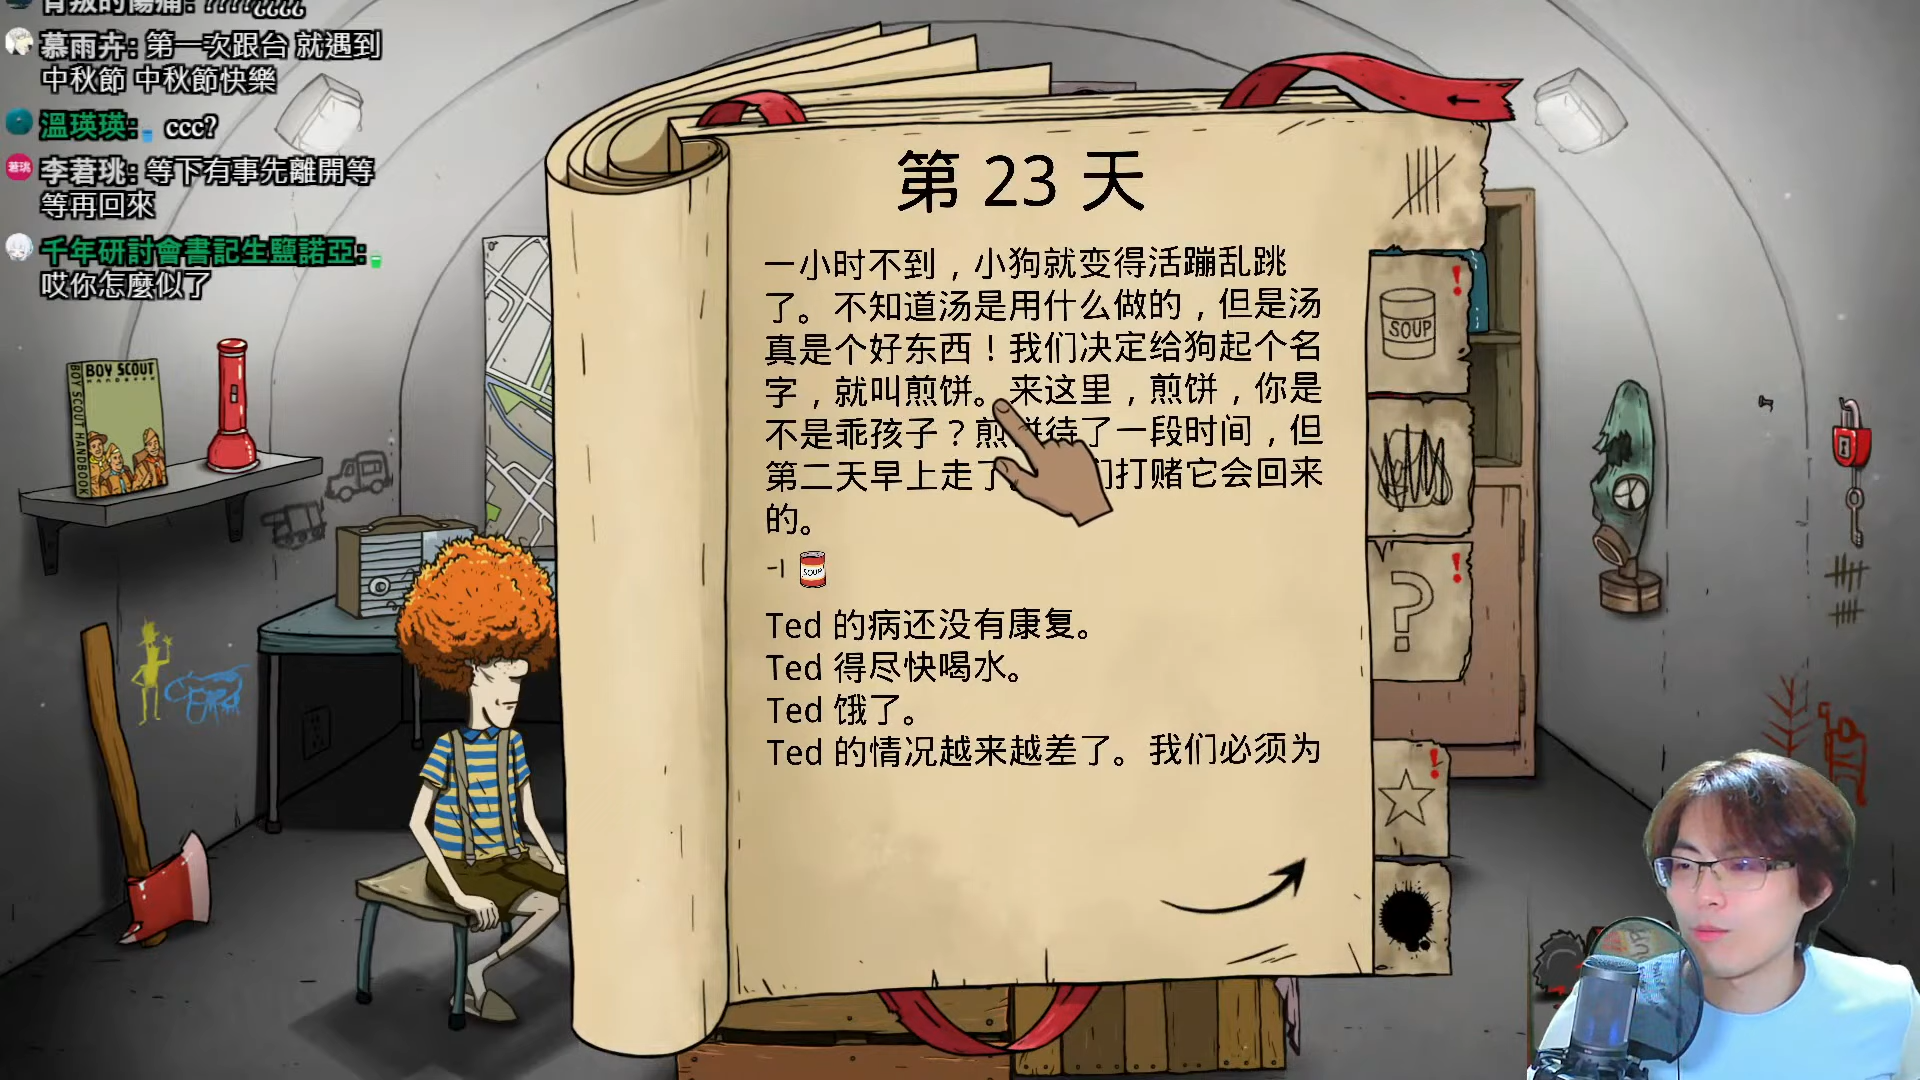 慕雨卉: 第一次跟台 就遇到
中秋節 中秋節快樂
溫瑛瑛: ccc?
李莙珧: 等下有事先離開等
等再回來
千年研討會書記生鹽諾亞:
哎你怎麼似了
BOY SCOUT
HANDBOOK
BOY SCOUT HANDBOOK
第 23 天
一小时不到，小狗就变得活蹦乱跳
了。不知道汤是用什么做的，但是汤
真是个好东西！我们决定给狗起个名
字，就叫煎饼。来这里，煎饼，你是
不是乖孩子？煎饼待了一段时间，但
第二天早上走了 们打赌它会回来
的。
-1 SOUP
Ted 的病还没有康复。
Ted 得尽快喝水。
Ted 饿了。
Ted 的情况越来越差了。我们必须为
!
SOUP
!
?
!